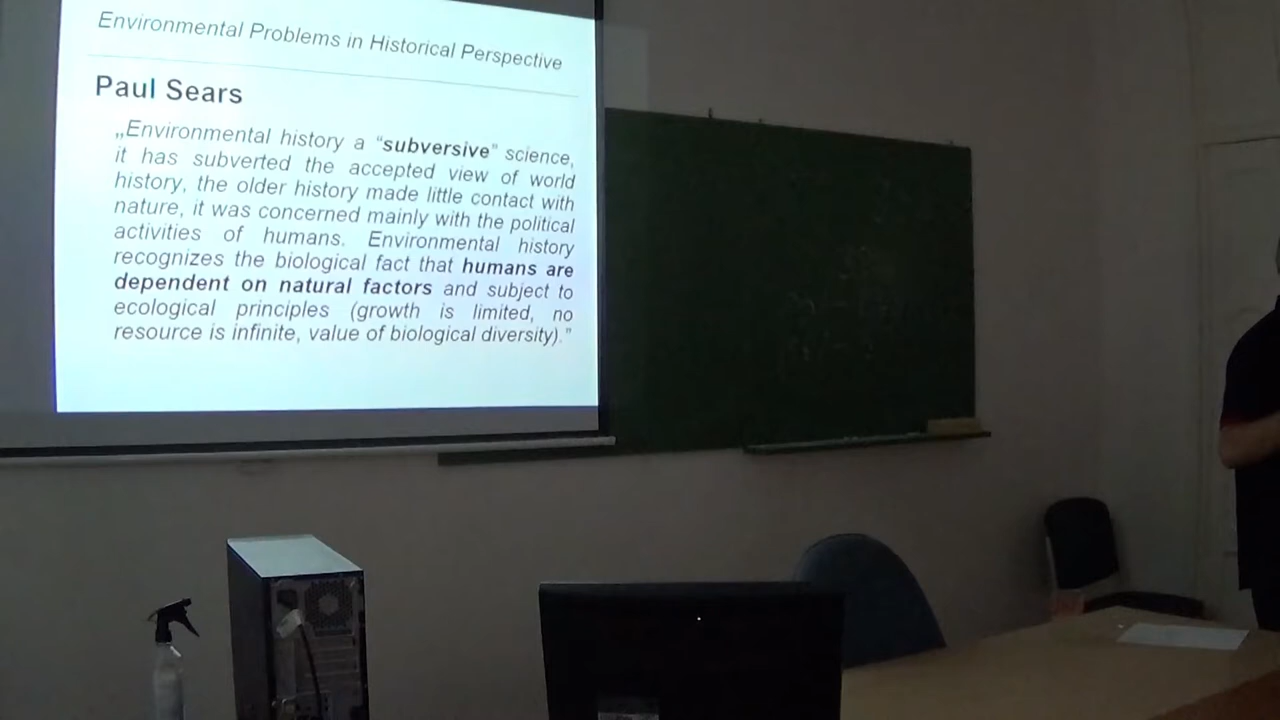 Environmental Problems in Historical Perspective
Paul Sears
„Environmental history a “subversive” science,
it has subverted the accepted view of world
history, the older history made little contact with
nature, it was concerned mainly with the political
activities of humans. Environmental history
recognizes the biological fact that humans are
dependent on natural factors and subject to
ecological principles (growth is limited, no
resource is infinite, value of biological diversity).”